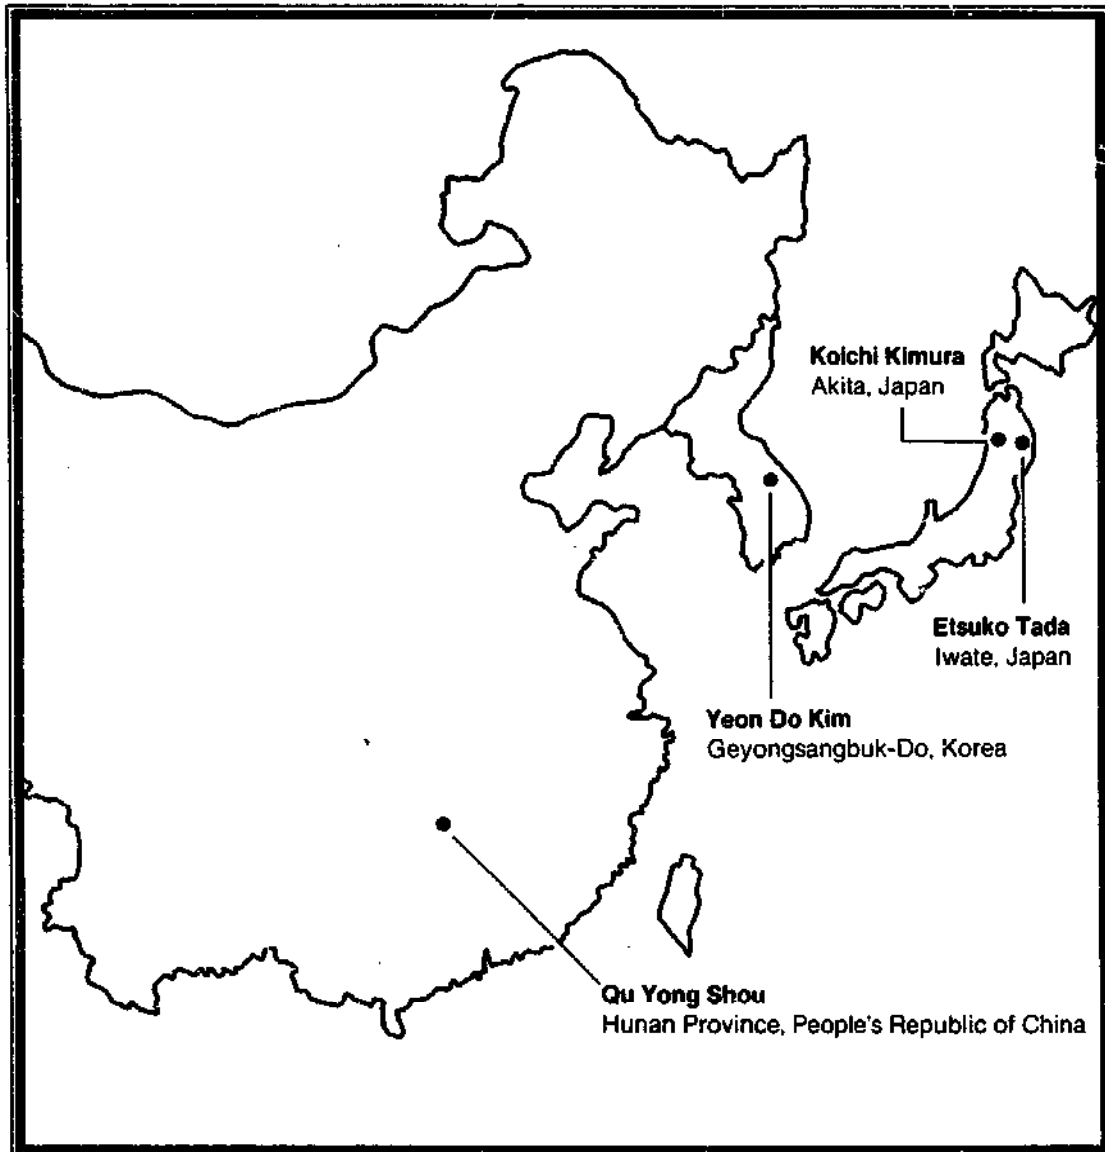 Koichi Kimura
Akita, Japan
Etsuko Tada
Iwate, Japan
Yeon Do Kim
Geyongsangbuk-Do, Korea
Qu Yong Shou
Hunan Province, People's Republic of China